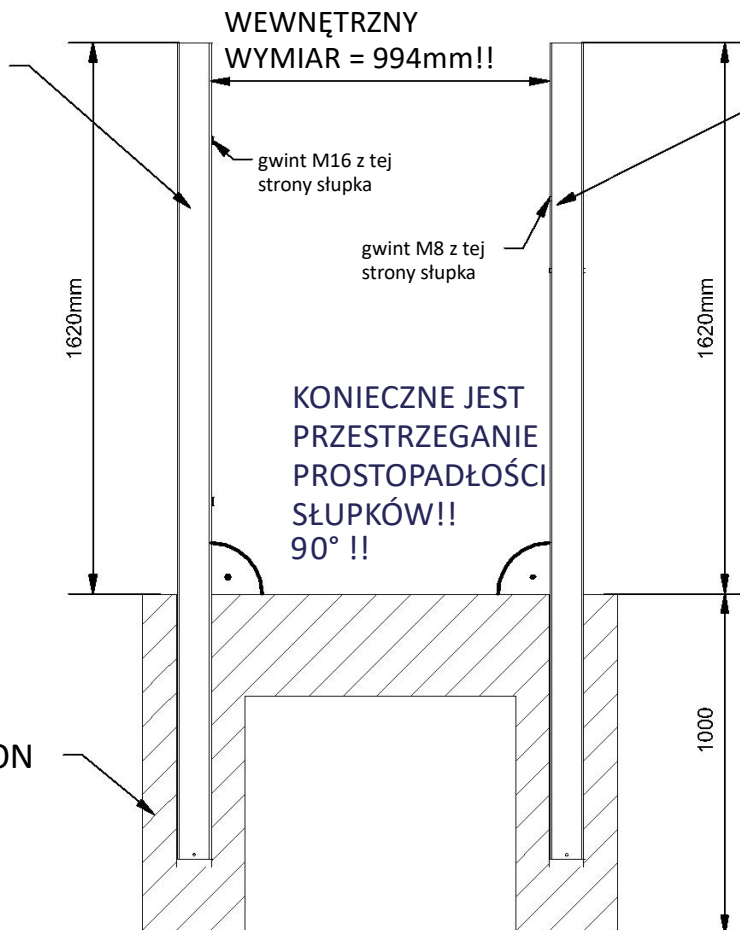 WEWNĘTRZNY
WYMIAR = 994mm!!
gwint M16 z tej
strony słupka
gwint M8 z tej
strony słupka
1620mm
1620mm
KONIECZNE JEST
PRZESTRZEGANIE
PROSTOPADŁOŚCI
SŁUPKÓW!!
90° !!
1000
ON